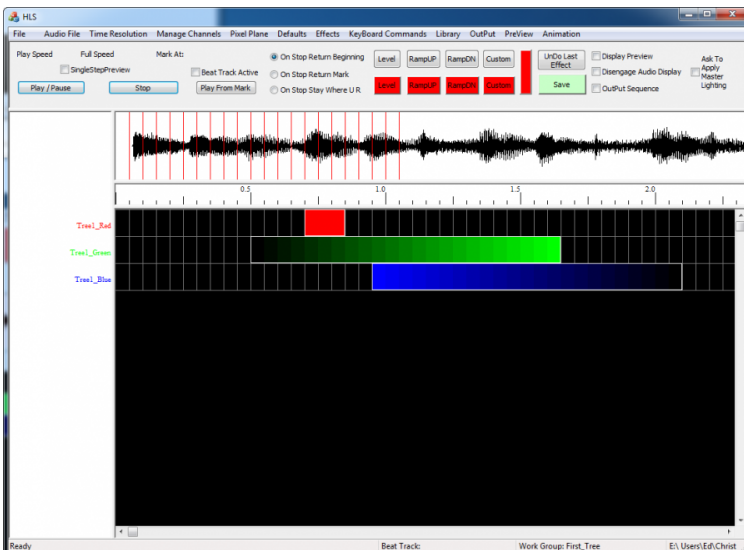 HLS
File Audio File Time Resolution Manage Channels Pixel Plane Defaults Effects KeyBoard Commands Library OutPut PreView Animation
Play Speed Full Speed Mark At:
SingleStepPreview
Beat Track Active
Play / Pause Stop Play From Mark
On Stop Return Beginning
On Stop Return Mark
On Stop Stay Where U R
Level RampUP RampDN Custom
Level RampUP RampDN Custom
UnDo Last Effect
Save
Display Preview
Disengage Audio Display
OutPut Sequence
Ask To
Apply
Master
Lighting
0.5 1.0 1.5 2.0
Tree1_Red
Tree1_Green
Tree1_Blue
Ready Beat Track: Work Group: First_Tree E:\ Users\Ed\Christ